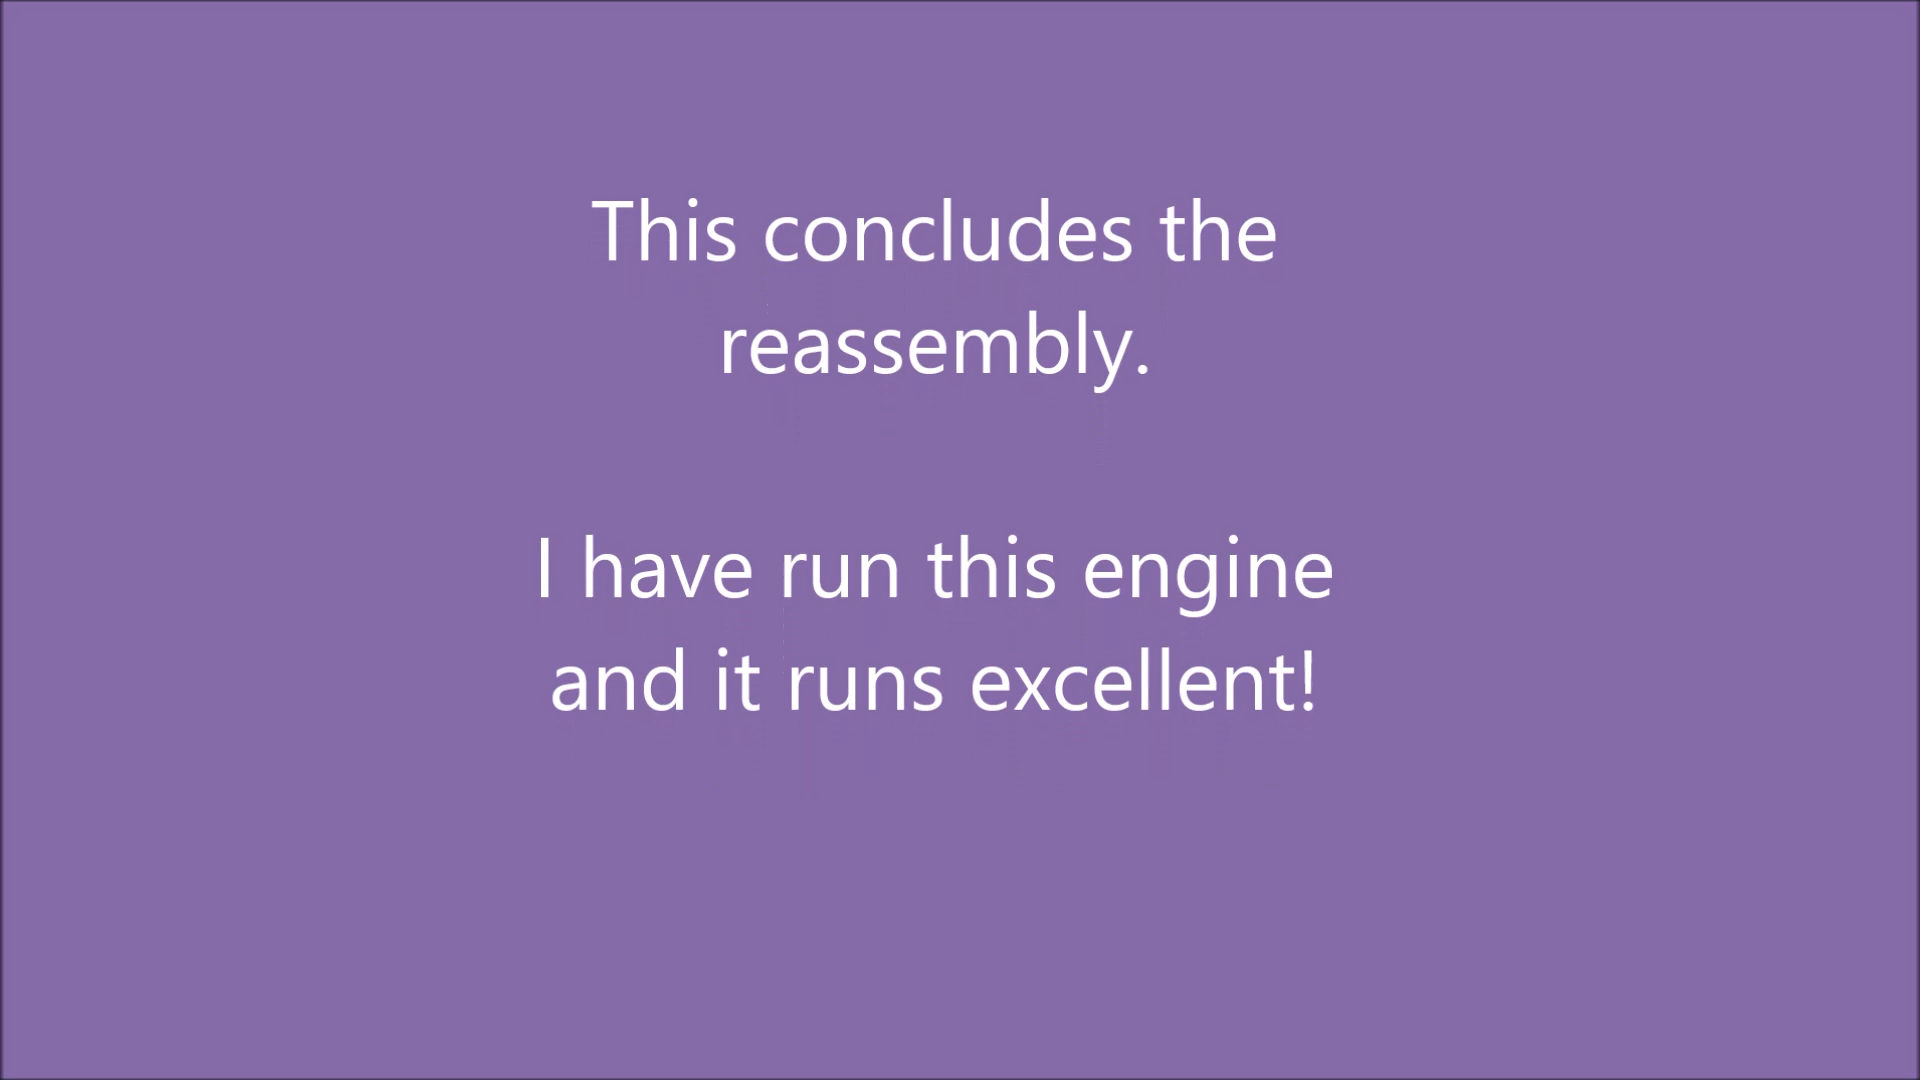 This concludes the
reassembly.
I have run this engine
and it runs excellent!